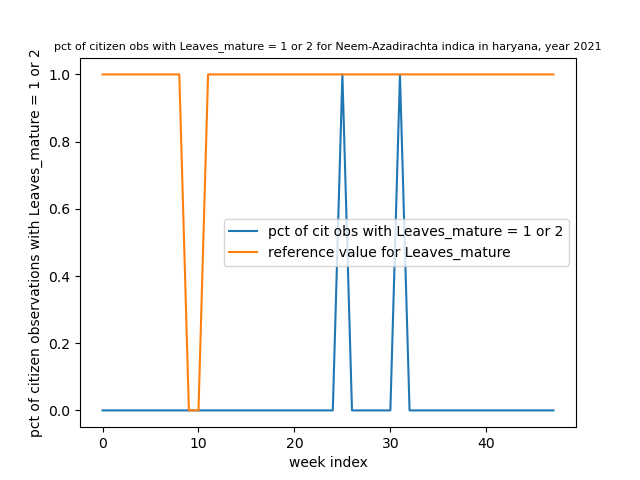 pct of citizen obs with Leaves_mature = 1 or 2 for Neem-Azadirachta indica in haryana, year 2021
pct of citizen observations with Leaves_mature = 1 or 2
1.0
0.8
0.6
0.4
0.2
0.0
pct of cit obs with Leaves_mature = 1 or 2
reference value for Leaves_mature
0
10
20
30
40
week index